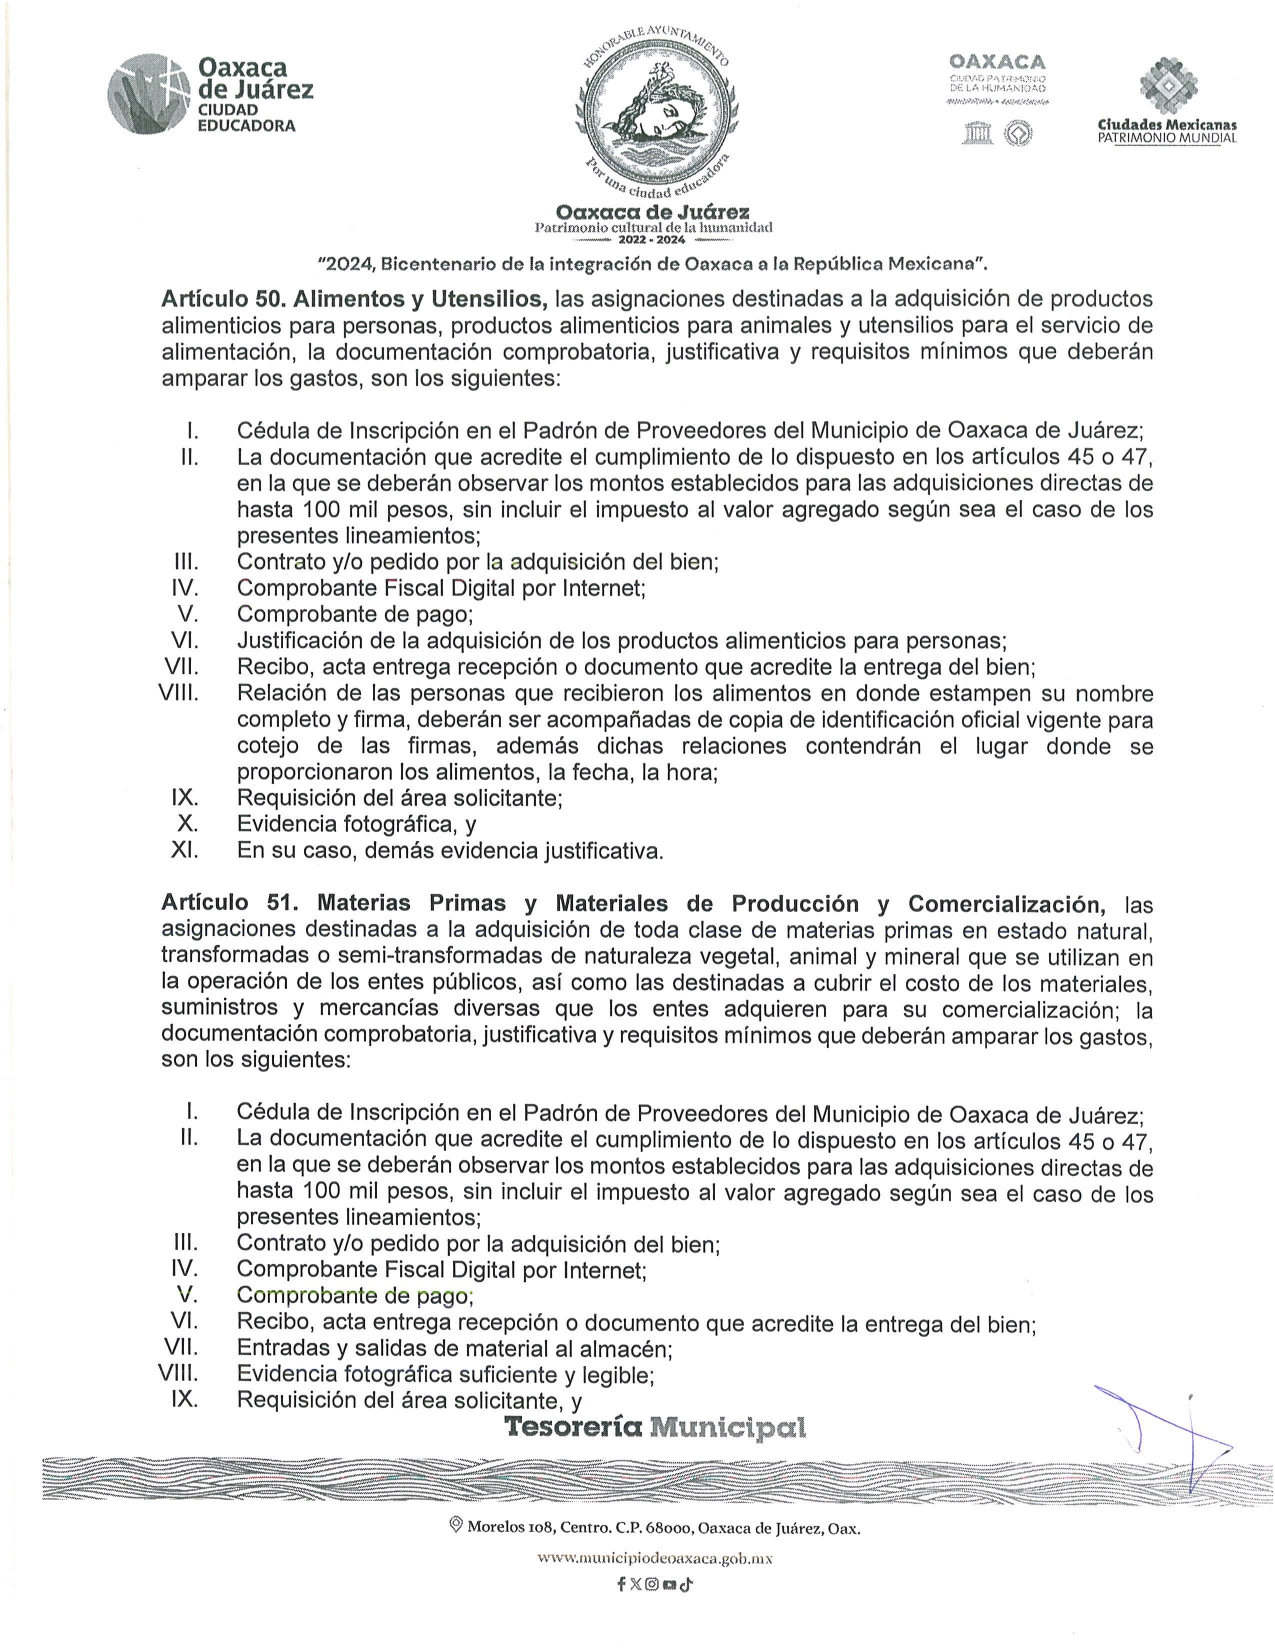 Oaxaca
de Juárez
CIUDAD
EDUCADORA
HONORABLE AYUNTAMIENTO
Por una ciudad educadora
Oaxaca de Juárez
Patrimonio cultural de la humanidad
2022 - 2024
OAXACA
CIUDAD PATRIMONIO
DE LA HUMANIDAD
Ciudades Mexicanas
PATRIMONIO MUNDIAL
"2024, Bicentenario de la integración de Oaxaca a la República Mexicana".
Artículo 50. Alimentos y Utensilios, las asignaciones destinadas a la adquisición de productos
alimenticios para personas, productos alimenticios para animales y utensilios para el servicio de
alimentación, la documentación comprobatoria, justificativa y requisitos mínimos que deberán
amparar los gastos, son los siguientes:
I. Cédula de Inscripción en el Padrón de Proveedores del Municipio de Oaxaca de Juárez;
II. La documentación que acredite el cumplimiento de lo dispuesto en los artículos 45 o 47,
en la que se deberán observar los montos establecidos para las adquisiciones directas de
hasta 100 mil pesos, sin incluir el impuesto al valor agregado según sea el caso de los
presentes lineamientos;
III. Contrato y/o pedido por la adquisición del bien;
IV. Comprobante Fiscal Digital por Internet;
V. Comprobante de pago;
VI. Justificación de la adquisición de los productos alimenticios para personas;
VII. Recibo, acta entrega recepción o documento que acredite la entrega del bien;
VIII. Relación de las personas que recibieron los alimentos en donde estampen su nombre
completo y firma, deberán ser acompañadas de copia de identificación oficial vigente para
cotejo de las firmas, además dichas relaciones contendrán el lugar donde se
proporcionaron los alimentos, la fecha, la hora;
IX. Requisición del área solicitante;
X. Evidencia fotográfica, y
XI. En su caso, demás evidencia justificativa.
Artículo 51. Materias Primas y Materiales de Producción y Comercialización, las
asignaciones destinadas a la adquisición de toda clase de materias primas en estado natural,
transformadas o semi-transformadas de naturaleza vegetal, animal y mineral que se utilizan en
la operación de los entes públicos, así como las destinadas a cubrir el costo de los materiales,
suministros y mercancías diversas que los entes adquieren para su comercialización; la
documentación comprobatoria, justificativa y requisitos mínimos que deberán amparar los gastos,
son los siguientes:
I. Cédula de Inscripción en el Padrón de Proveedores del Municipio de Oaxaca de Juárez;
II. La documentación que acredite el cumplimiento de lo dispuesto en los artículos 45 o 47,
en la que se deberán observar los montos establecidos para las adquisiciones directas de
hasta 100 mil pesos, sin incluir el impuesto al valor agregado según sea el caso de los
presentes lineamientos;
III. Contrato y/o pedido por la adquisición del bien;
IV. Comprobante Fiscal Digital por Internet;
V. Comprobante de pago;
VI. Recibo, acta entrega recepción o documento que acredite la entrega del bien;
VII. Entradas y salidas de material al almacén;
VIII. Evidencia fotográfica suficiente y legible;
IX. Requisición del área solicitante, y
Tesorería Municipal
Morelos 108, Centro. C.P. 68000, Oaxaca de Juárez, Oax.
www.municipiodeoaxaca.gob.mx